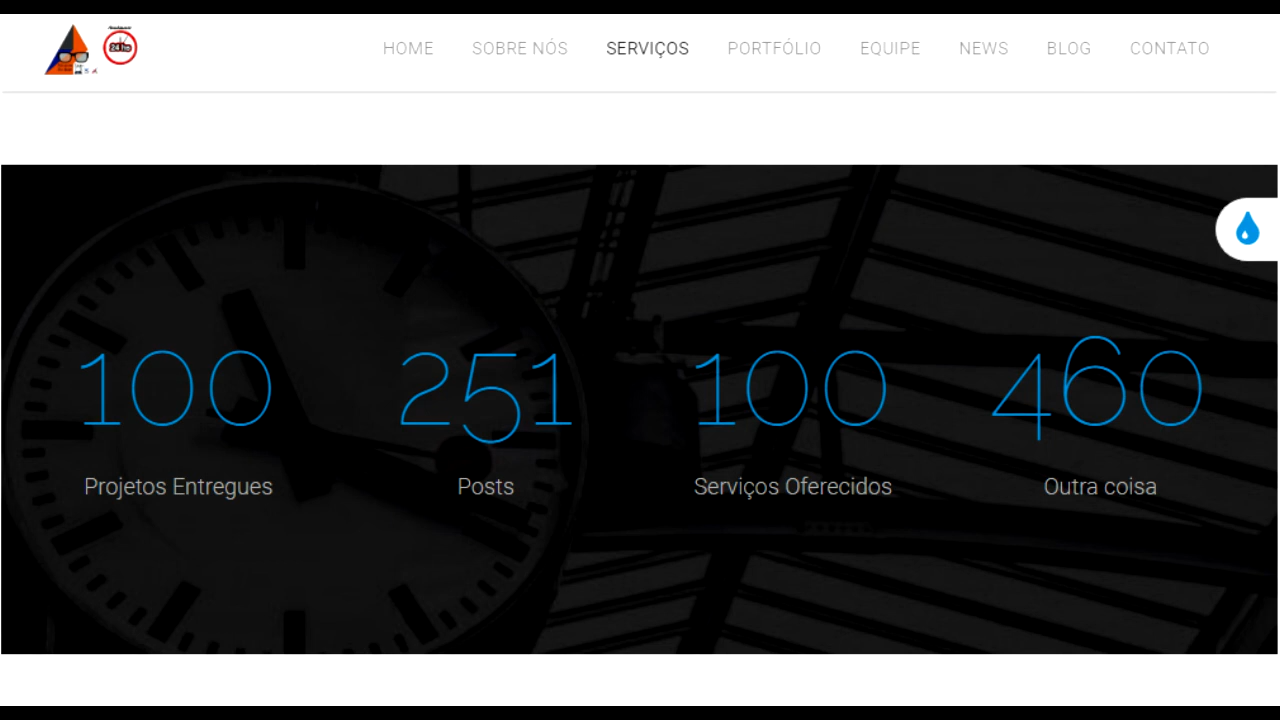 24 hs
HOME SOBRE NÓS SERVIÇOS PORTFÓLIO EQUIPE NEWS BLOG CONTATO
100 251 100 460
Projetos Entregues Posts Serviços Oferecidos Outra coisa